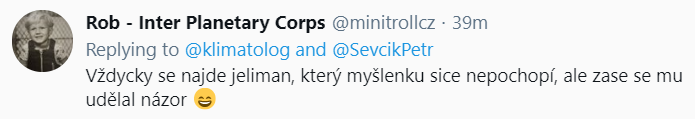 Rob - Inter Planetary Corps @minitrollcz · 39m
Replying to @klimatolog and @SevcikPetr
Vždycky se najde jeliman, který myšlenku sice nepochopí, ale zase se mu
udělal názor 😄